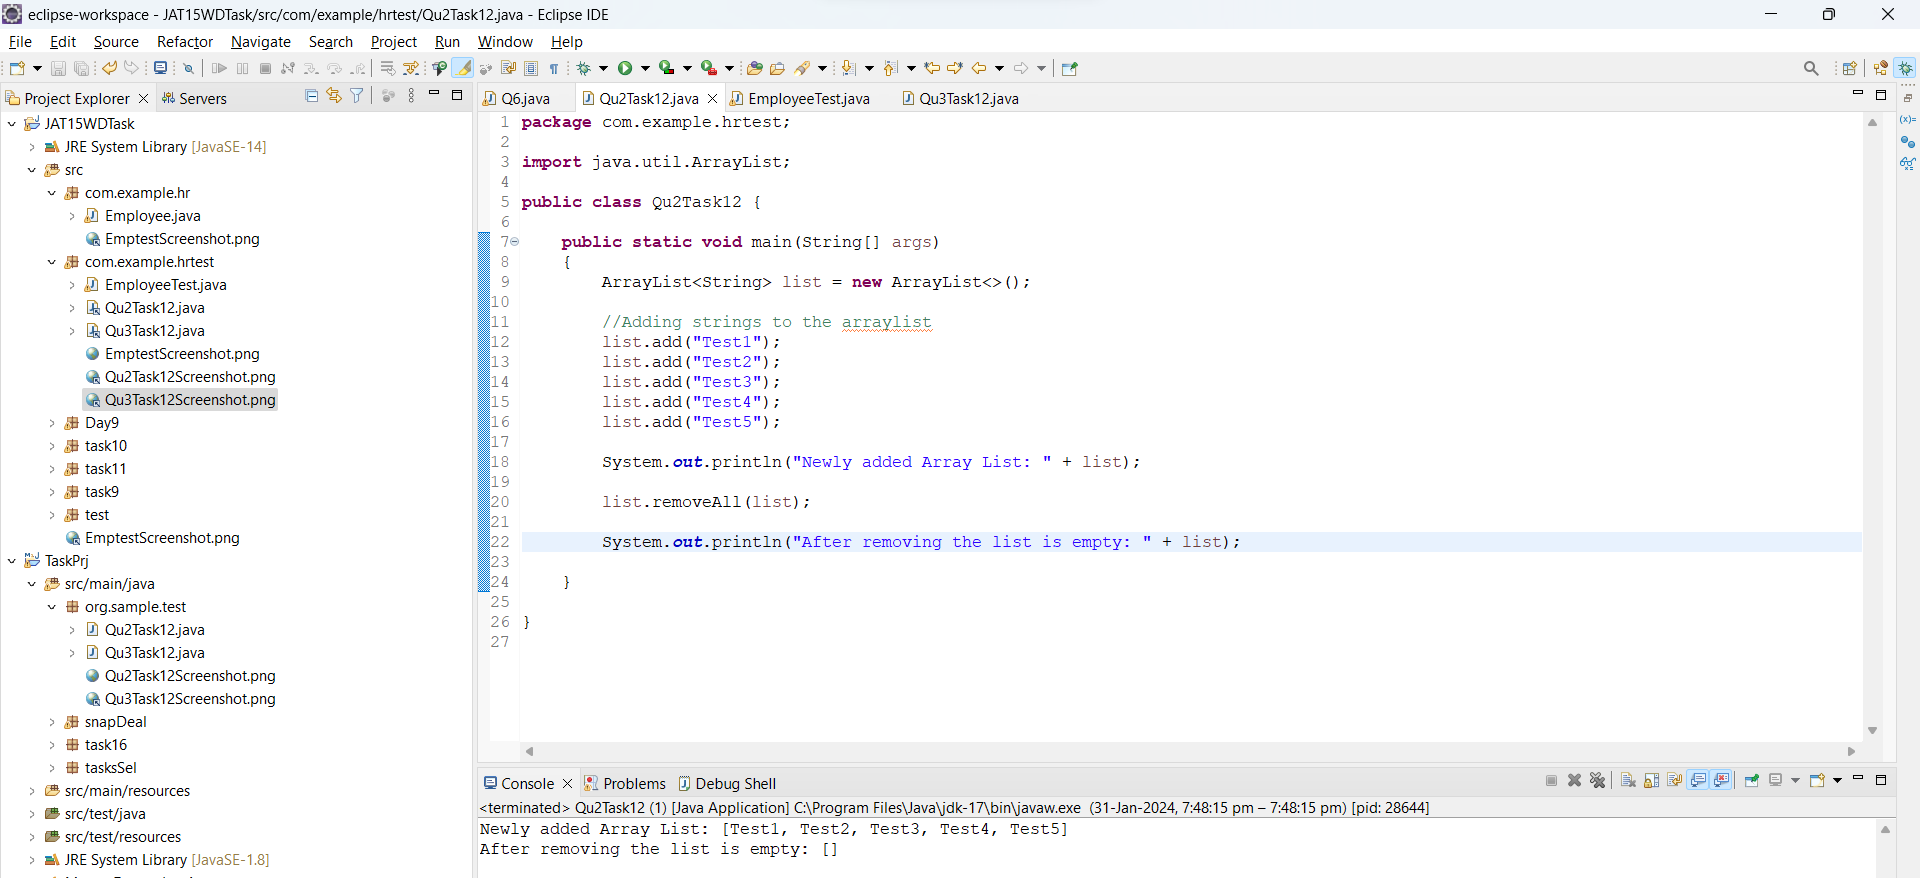 eclipse-workspace - JAT15WDTask/src/com/example/hrtest/Qu2Task12.java - Eclipse IDE
File Edit Source Refactor Navigate Search Project Run Window Help
Project Explorer
Servers
JAT15WDTask
JRE System Library [JavaSE-14]
src
com.example.hr
Employee.java
EmptestScreenshot.png
com.example.hrtest
EmployeeTest.java
Qu2Task12.java
Qu3Task12.java
EmptestScreenshot.png
Qu2Task12Screenshot.png
Qu3Task12Screenshot.png
Day9
task10
task11
task9
test
EmptestScreenshot.png
TaskPrj
src/main/java
org.sample.test
Qu2Task12.java
Qu3Task12.java
Qu2Task12Screenshot.png
Qu3Task12Screenshot.png
snapDeal
task16
tasksSel
src/main/resources
src/test/java
src/test/resources
JRE System Library [JavaSE-1.8]
Q6.java
Qu2Task12.java
EmployeeTest.java
Qu3Task12.java
1 package com.example.hrtest;
2
3 import java.util.ArrayList;
4
5 public class Qu2Task12 {
6
7 public static void main(String[] args)
8 {
9 ArrayList<String> list = new ArrayList<>();
10
11 //Adding strings to the arraylist
12 list.add("Test1");
13 list.add("Test2");
14 list.add("Test3");
15 list.add("Test4");
16 list.add("Test5");
17
18 System.out.println("Newly added Array List: " + list);
19
20 list.removeAll(list);
21
22 System.out.println("After removing the list is empty: " + list);
23
24 }
25
26 }
27
(x)=
Console
Problems
Debug Shell
<terminated> Qu2Task12 (1) [Java Application] C:\Program Files\Java\jdk-17\bin\javaw.exe (31-Jan-2024, 7:48:15 pm – 7:48:15 pm) [pid: 28644]
Newly added Array List: [Test1, Test2, Test3, Test4, Test5]
After removing the list is empty: []